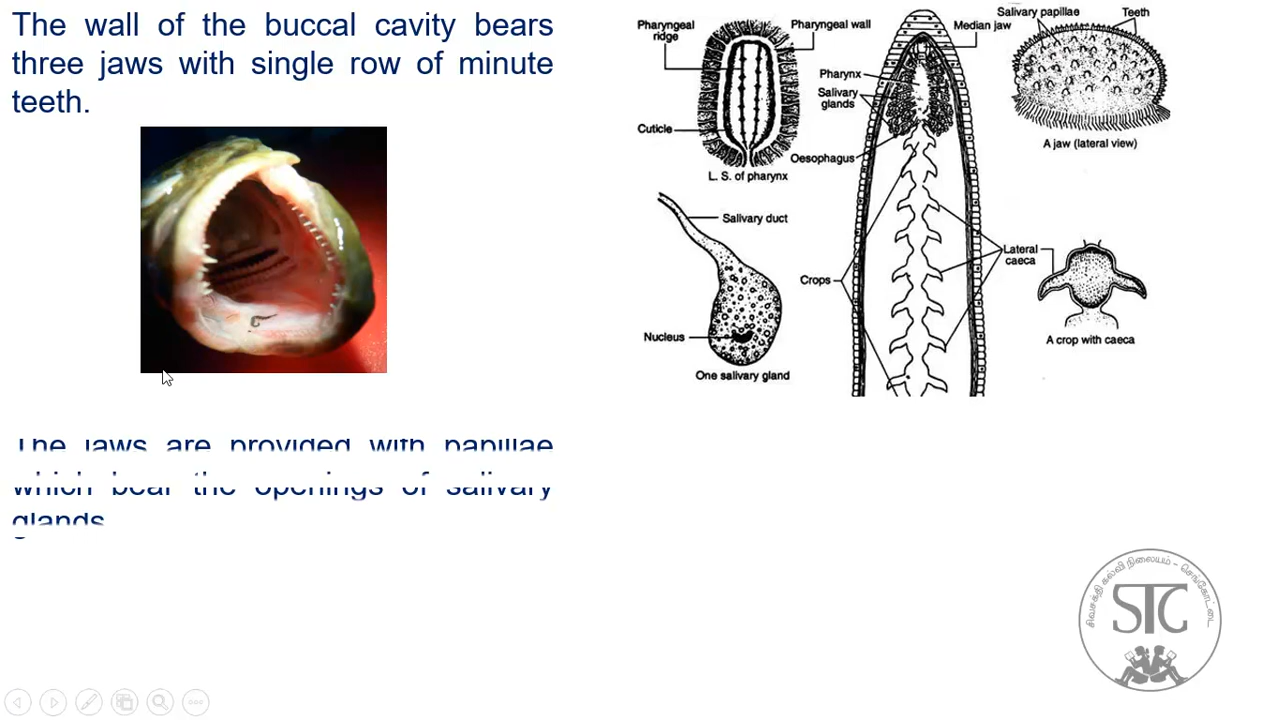 The wall of the buccal cavity bears
three jaws with single row of minute
teeth.
The jaws are provided with papillae
which bear the openings of salivary
glands
Pharyngeal
ridge
Pharyngeal wall
Cuticle
L. S. of pharynx
Salivary duct
Nucleus
One salivary gland
Median jaw
Pharynx
Salivary
glands
Oesophagus
Crops
Lateral
caeca
Salivary papillae
Teeth
A jaw (lateral view)
A crop with caeca
சிவசக்தி கல்வி நிலையம் - செங்கோட்டை
STC